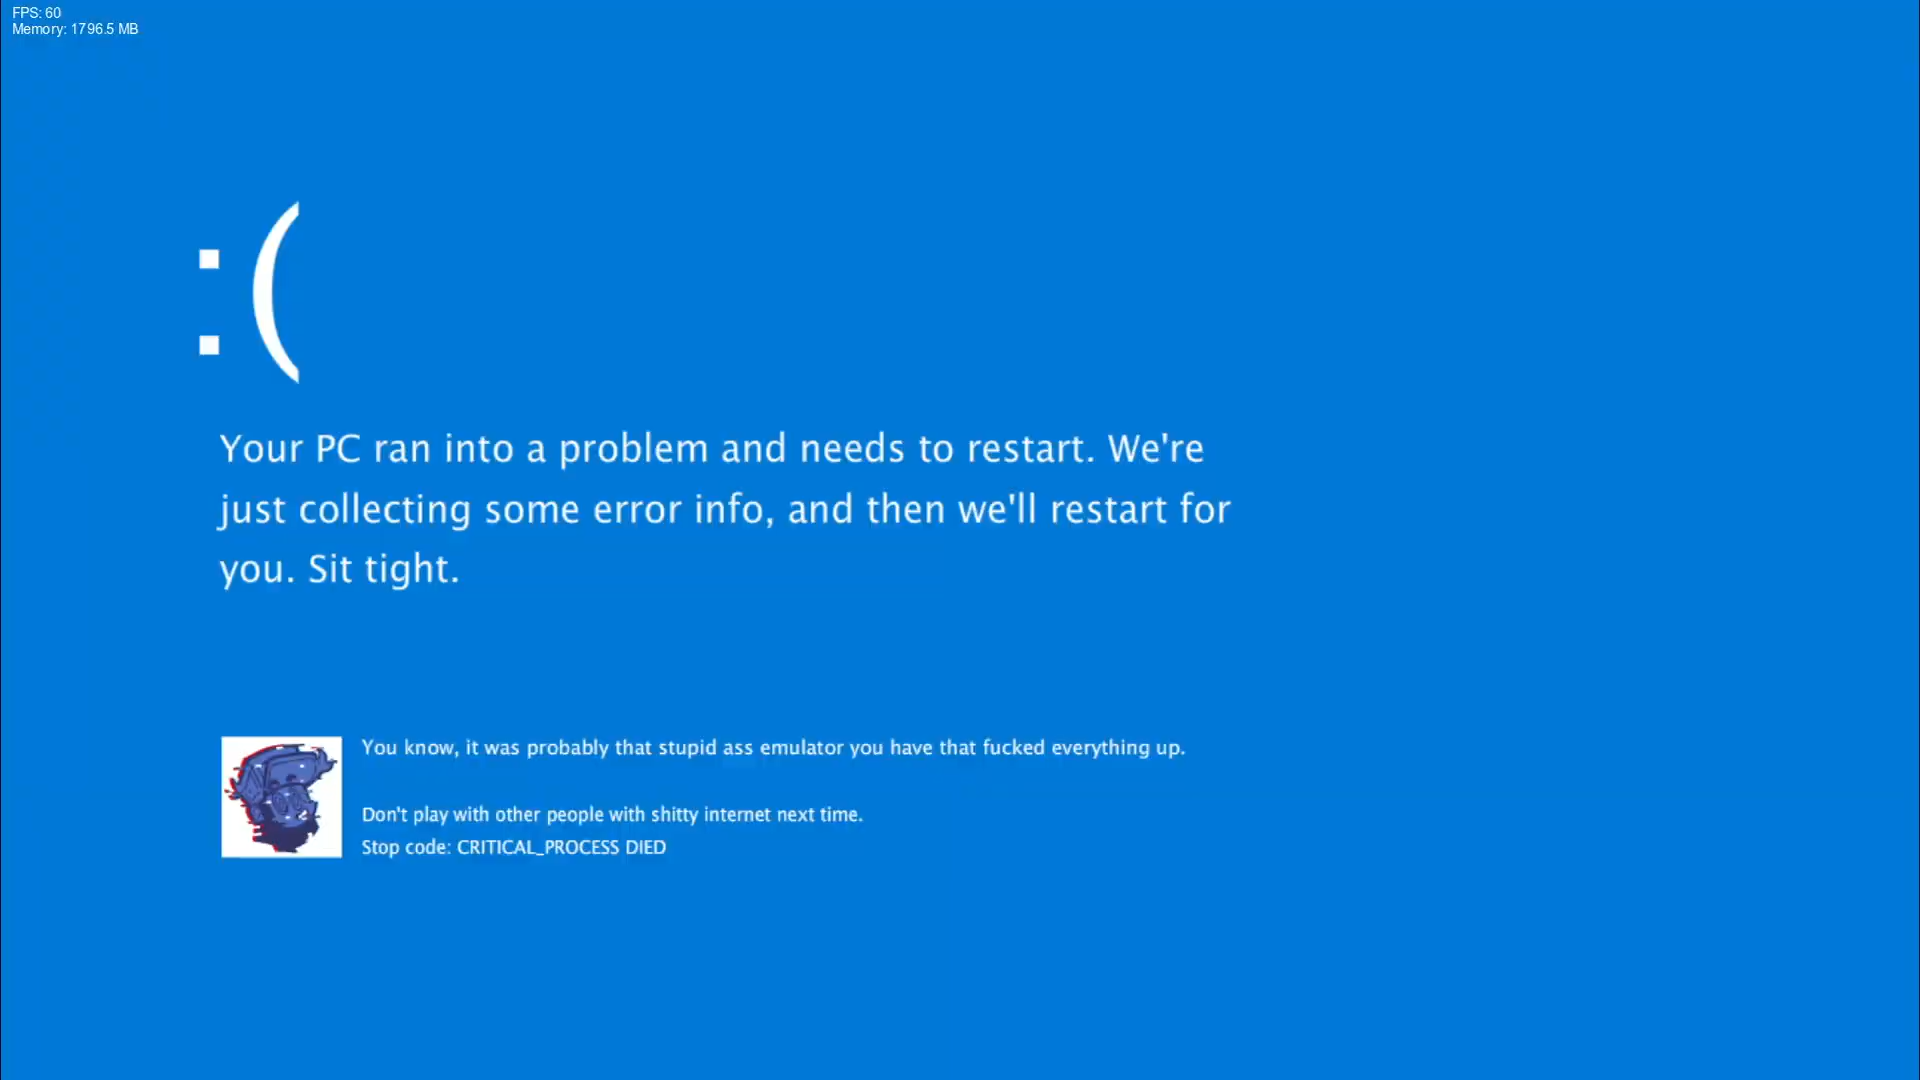 FPS: 60
Memory: 1796.5 MB
:(
Your PC ran into a problem and needs to restart. We're
just collecting some error info, and then we'll restart for
you. Sit tight.
You know, it was probably that stupid ass emulator you have that fucked everything up.
Don't play with other people with shitty internet next time.
Stop code: CRITICAL_PROCESS DIED